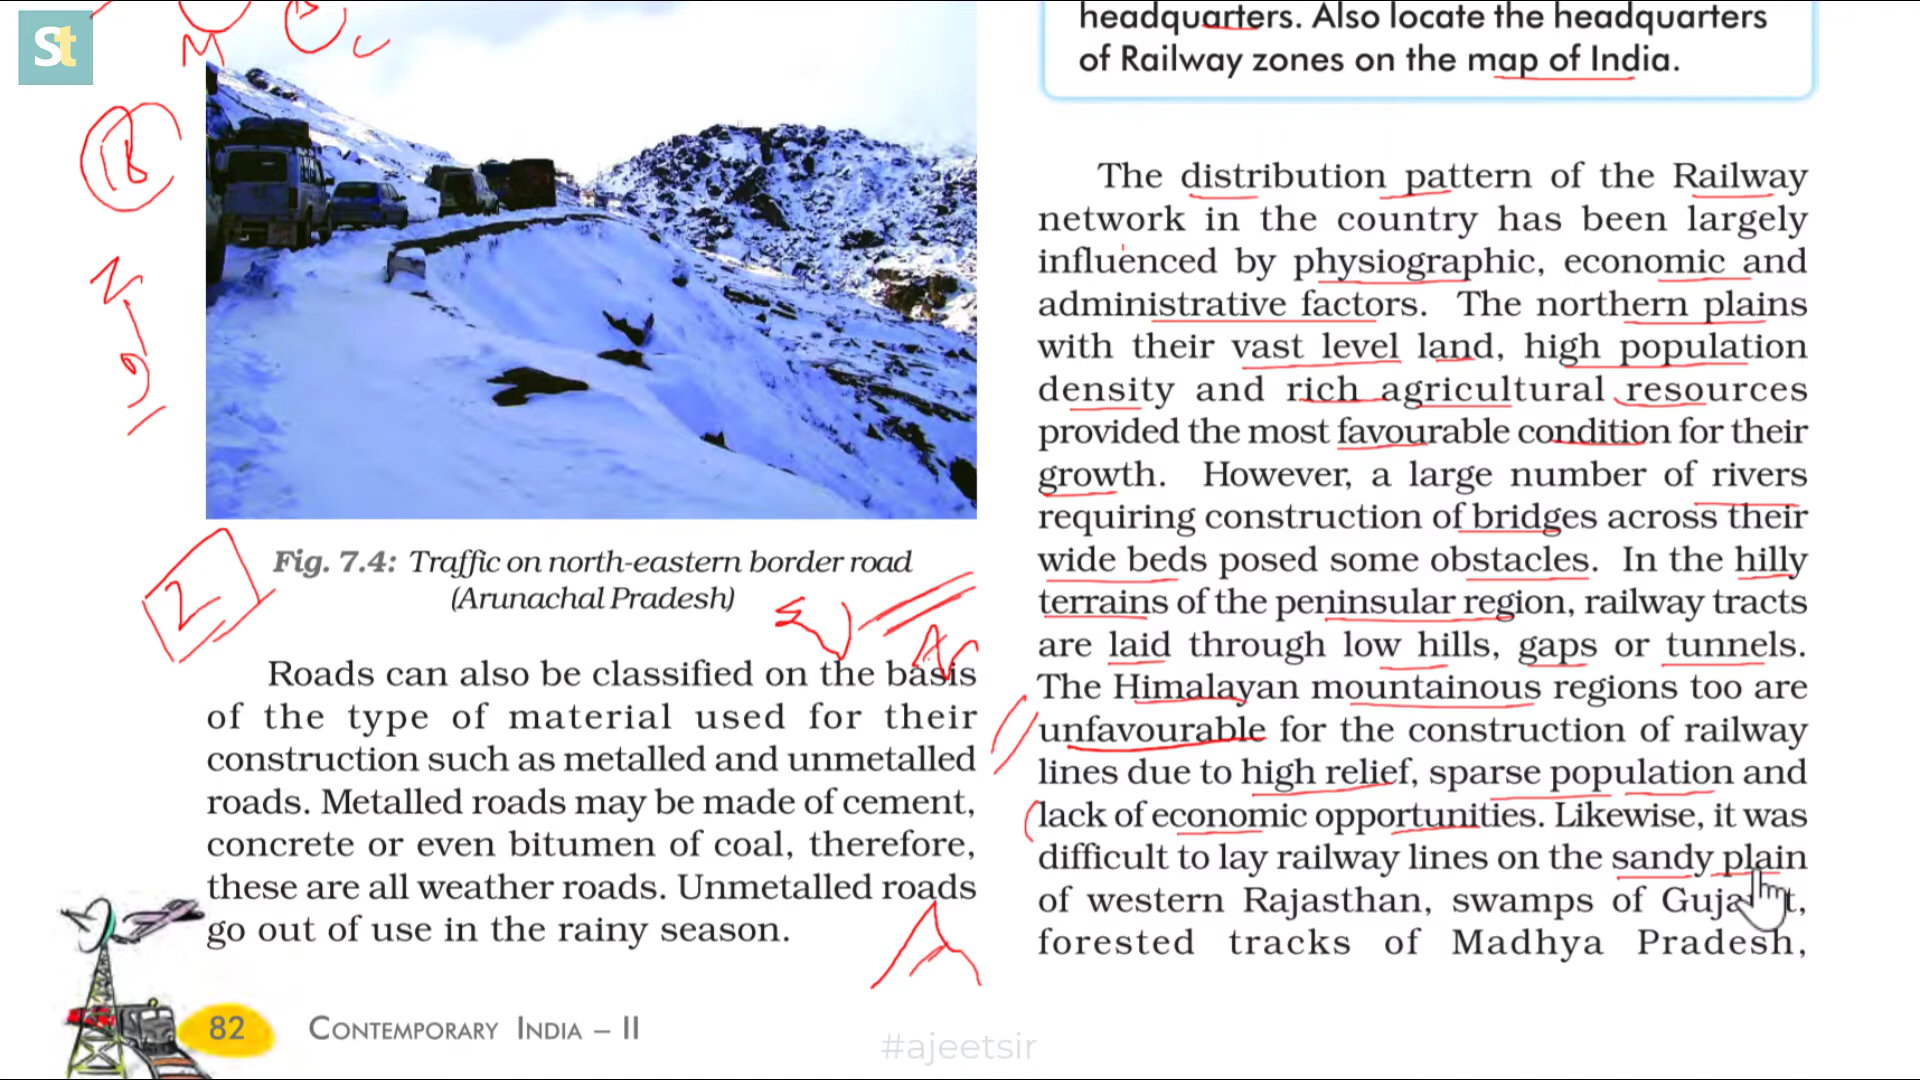 St
M
B
headquarters. Also locate the headquarters
of Railway zones on the map of India.
Fig. 7.4: Traffic on north-eastern border road
(Arunachal Pradesh)
2
Roads can also be classified on the basis
of the type of material used for their
construction such as metalled and unmetalled
roads. Metalled roads may be made of cement,
concrete or even bitumen of coal, therefore,
these are all weather roads. Unmetalled roads
go out of use in the rainy season.
The distribution pattern of the Railway
network in the country has been largely
influenced by physiographic, economic and
administrative factors. The northern plains
with their vast level land, high population
density and rich agricultural resources
provided the most favourable condition for their
growth. However, a large number of rivers
requiring construction of bridges across their
wide beds posed some obstacles. In the hilly
terrains of the peninsular region, railway tracts
are laid through low hills, gaps or tunnels.
The Himalayan mountainous regions too are
unfavourable for the construction of railway
lines due to high relief, sparse population and
lack of economic opportunities. Likewise, it was
difficult to lay railway lines on the sandy plain
of western Rajasthan, swamps of Gujarat,
forested tracks of Madhya Pradesh,
82 CONTEMPORARY INDIA – II
#ajeetsir